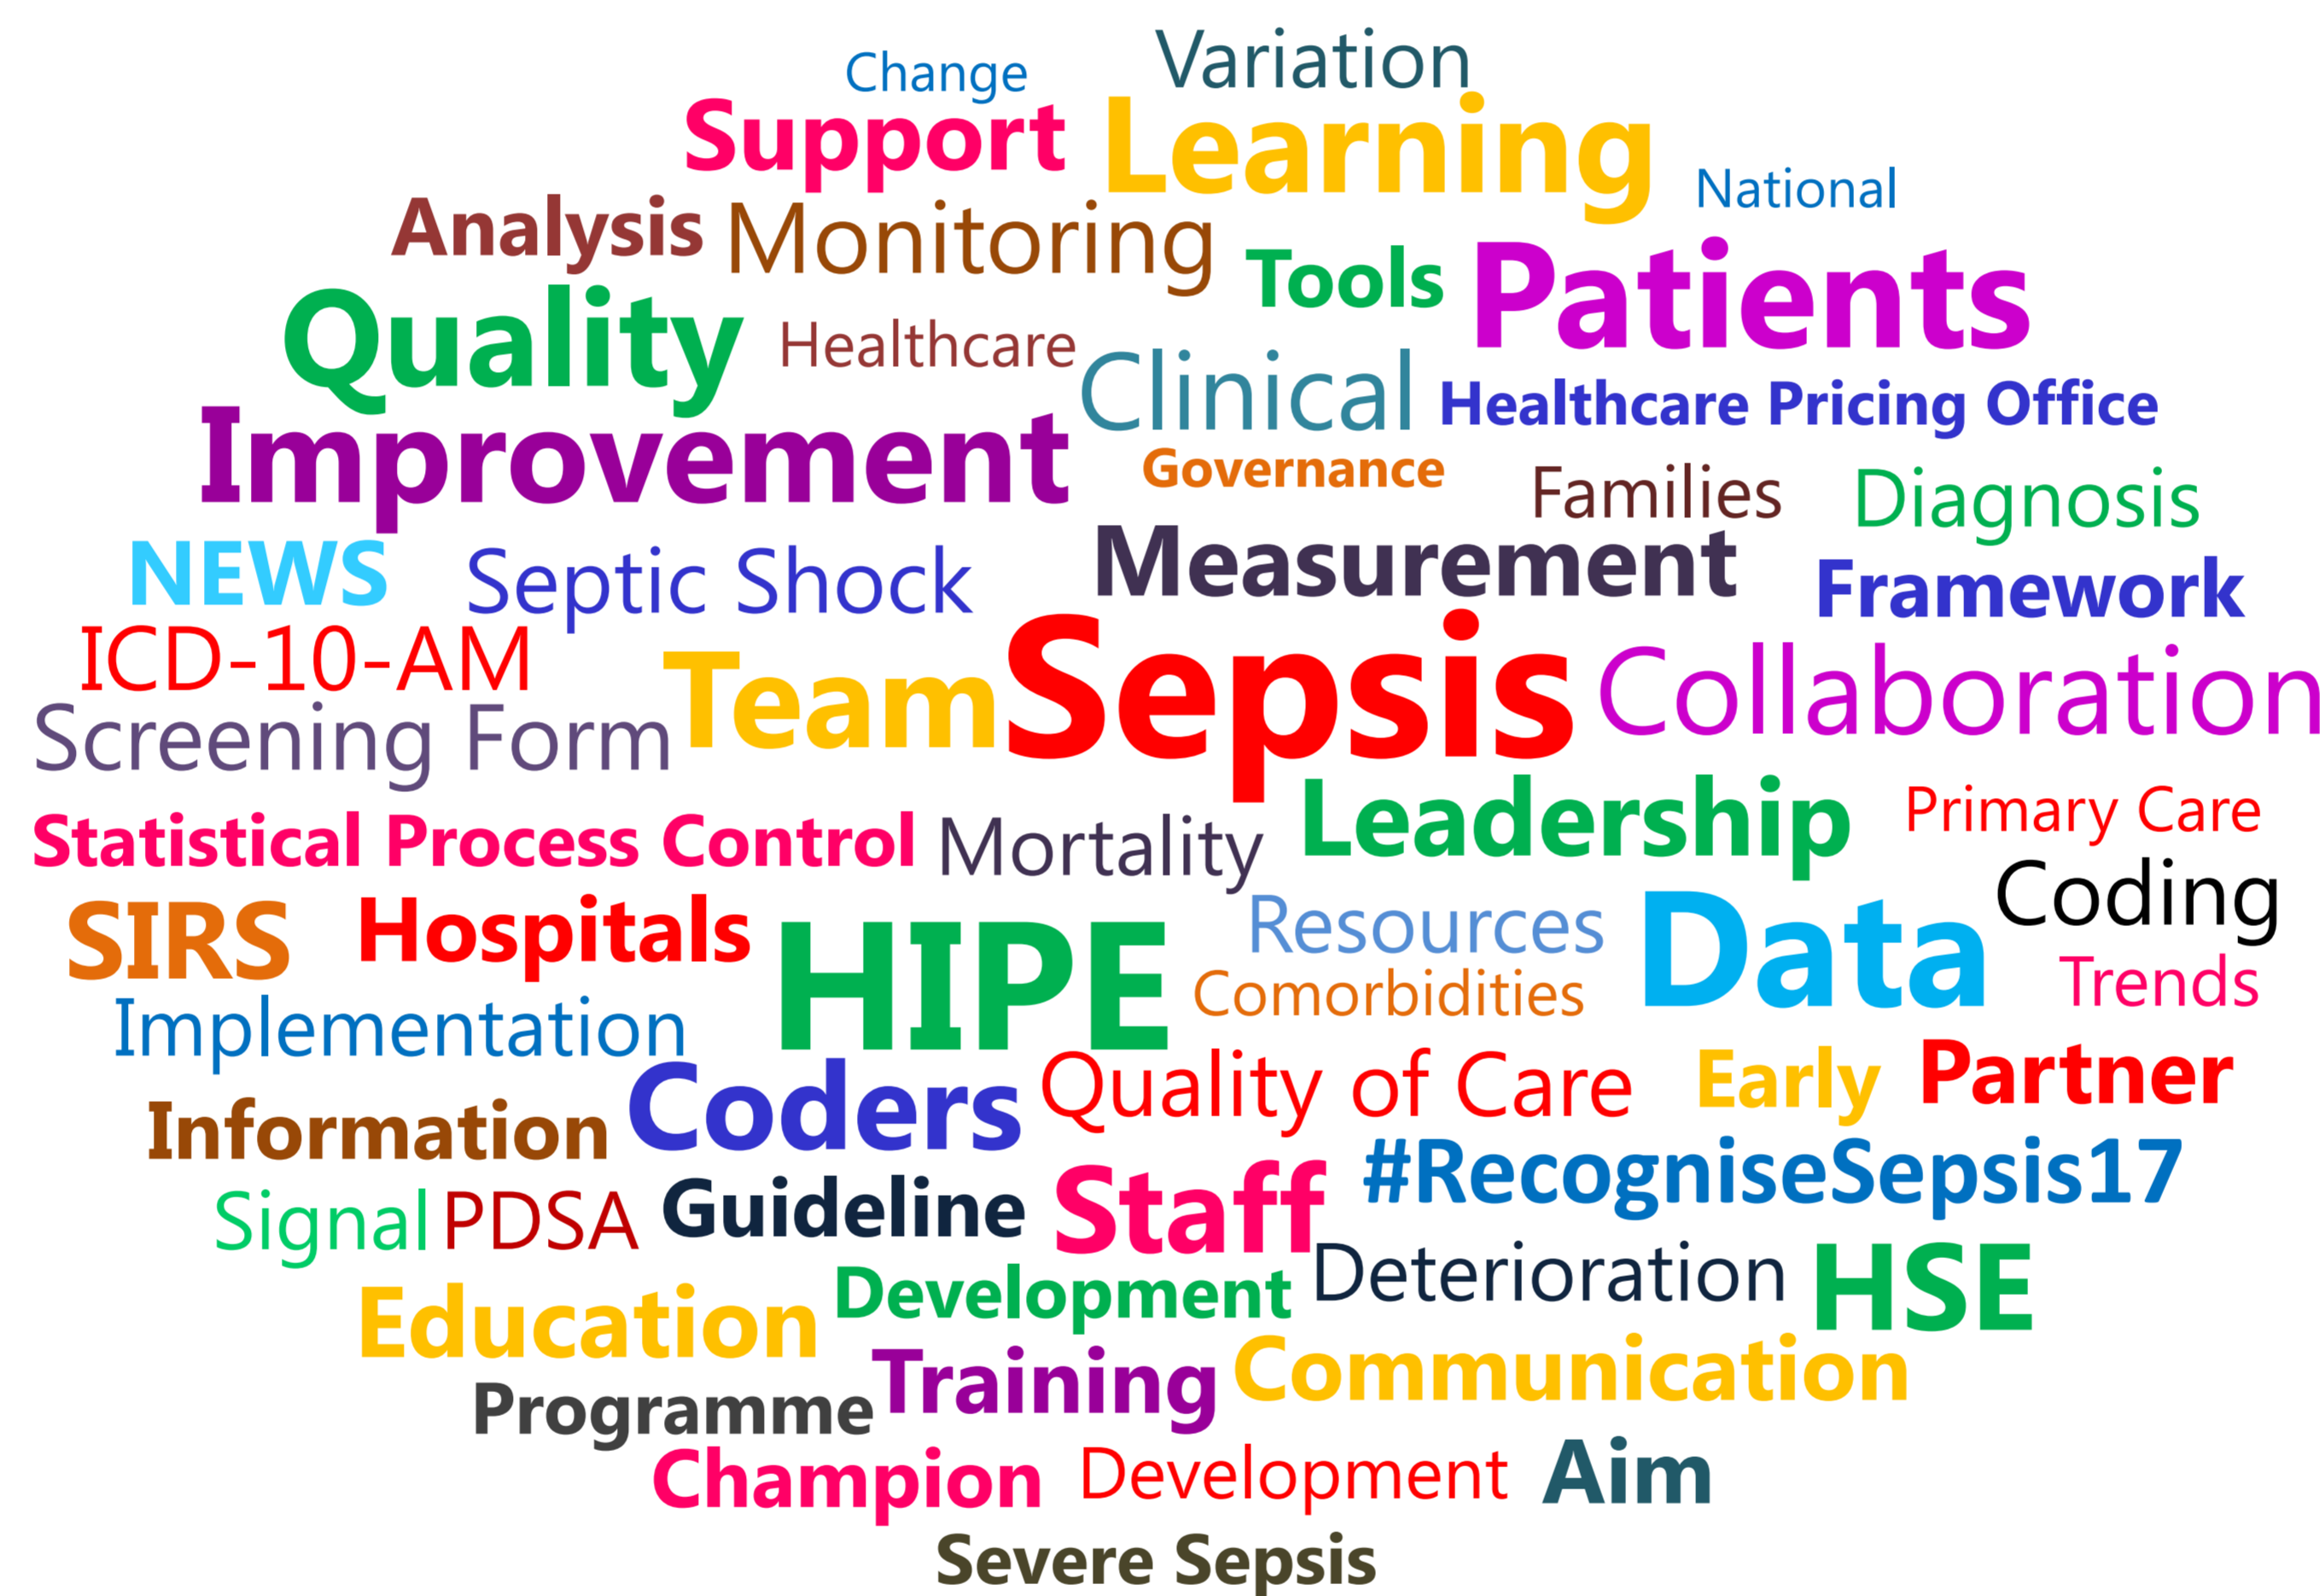 Change Variation
Support Learning
National
Analysis Monitoring
Tools Patients
Quality Healthcare
Clinical Healthcare Pricing Office
Improvement Governance
Families Diagnosis
NEWS Septic Shock Measurement Framework
ICD-10-AM
Team Sepsis Collaboration
Screening Form
Statistical Process Control Mortality Leadership Primary Care
Coding
SIRS Hospitals HIPE Resources Data
Comorbidities Trends
Implementation
Coders Quality of Care Early Partner
Information
#RecogniseSepsis17
Signal PDSA Guideline Staff
Deterioration HSE
Education Development
Training Communication
Programme
Champion Development Aim
Severe Sepsis